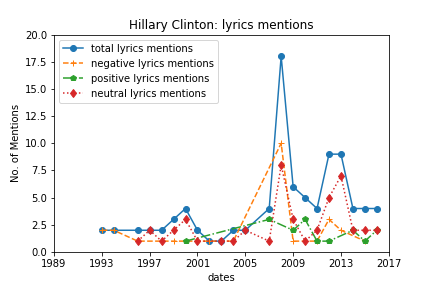 Hillary Clinton: lyrics mentions
20.0
17.5
15.0
12.5
10.0
7.5
5.0
2.5
0.0
No. of Mentions
total lyrics mentions
negative lyrics mentions
positive lyrics mentions
neutral lyrics mentions
1989 1993 1997 2001 2005 2009 2013 2017
dates